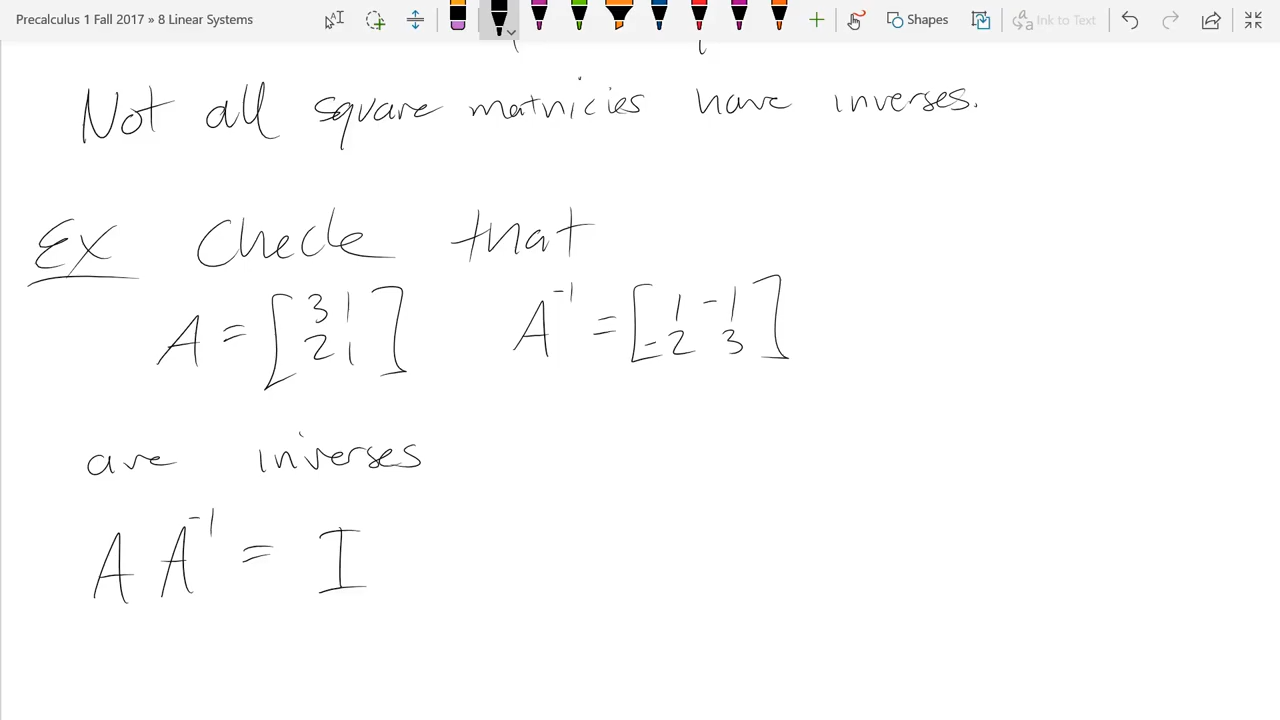 Precalculus 1 Fall 2017 » 8 Linear Systems
Shapes
Ink to Text
Not all square matricies have inverses.
Ex Check that
A = [3 1
2 1] A⁻¹ = [1 -1
-2 3]
are inverses
A A⁻¹ = I